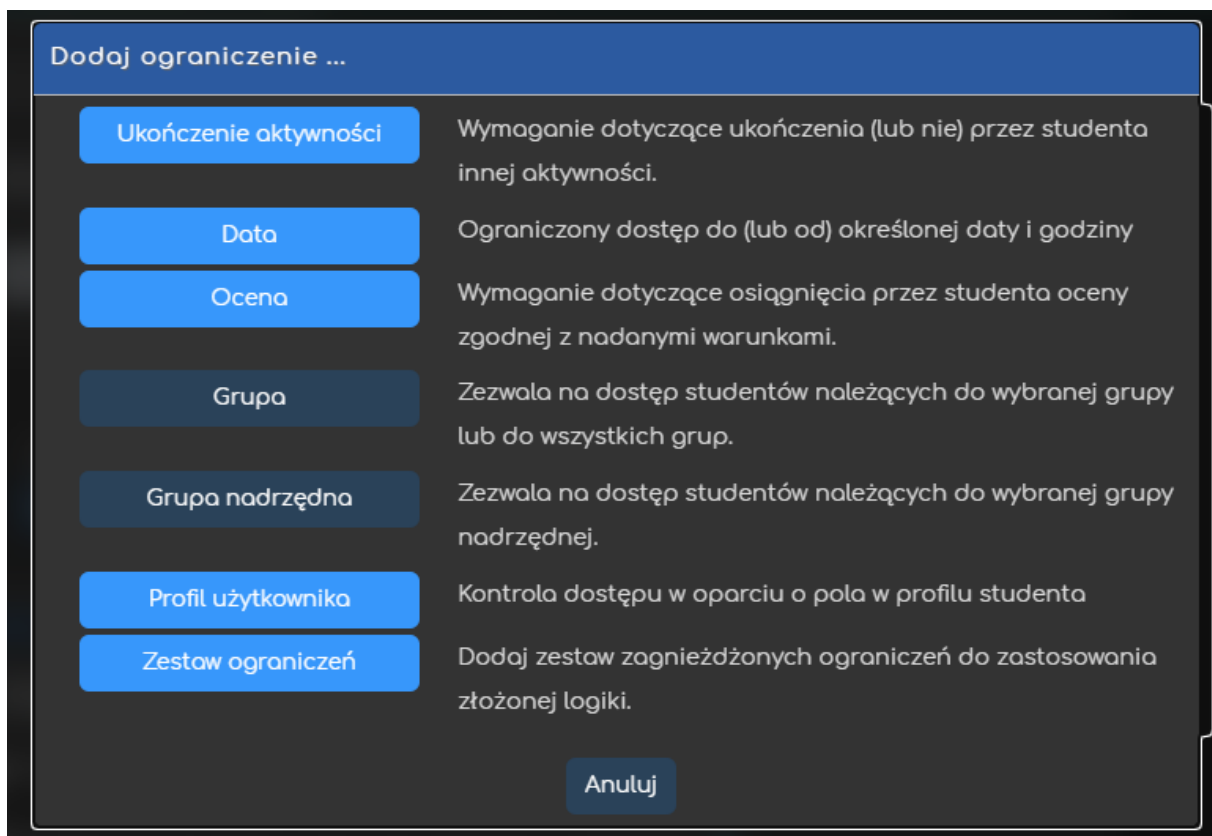 Dodaj ograniczenie ...
Ukończenie aktywności
Wymaganie dotyczące ukończenia (lub nie) przez studenta
innej aktywności.
Data
Ograniczony dostęp do (lub od) określonej daty i godziny
Ocena
Wymaganie dotyczące osiągnięcia przez studenta oceny
zgodnej z nadanymi warunkami.
Grupa
Zezwala na dostęp studentów należących do wybranej grupy
lub do wszystkich grup.
Grupa nadrzędna
Zezwala na dostęp studentów należących do wybranej grupy
nadrzędnej.
Profil użytkownika
Kontrola dostępu w oparciu o pola w profilu studenta
Zestaw ograniczeń
Dodaj zestaw zagnieżdżonych ograniczeń do zastosowania
złożonej logiki.
Anuluj